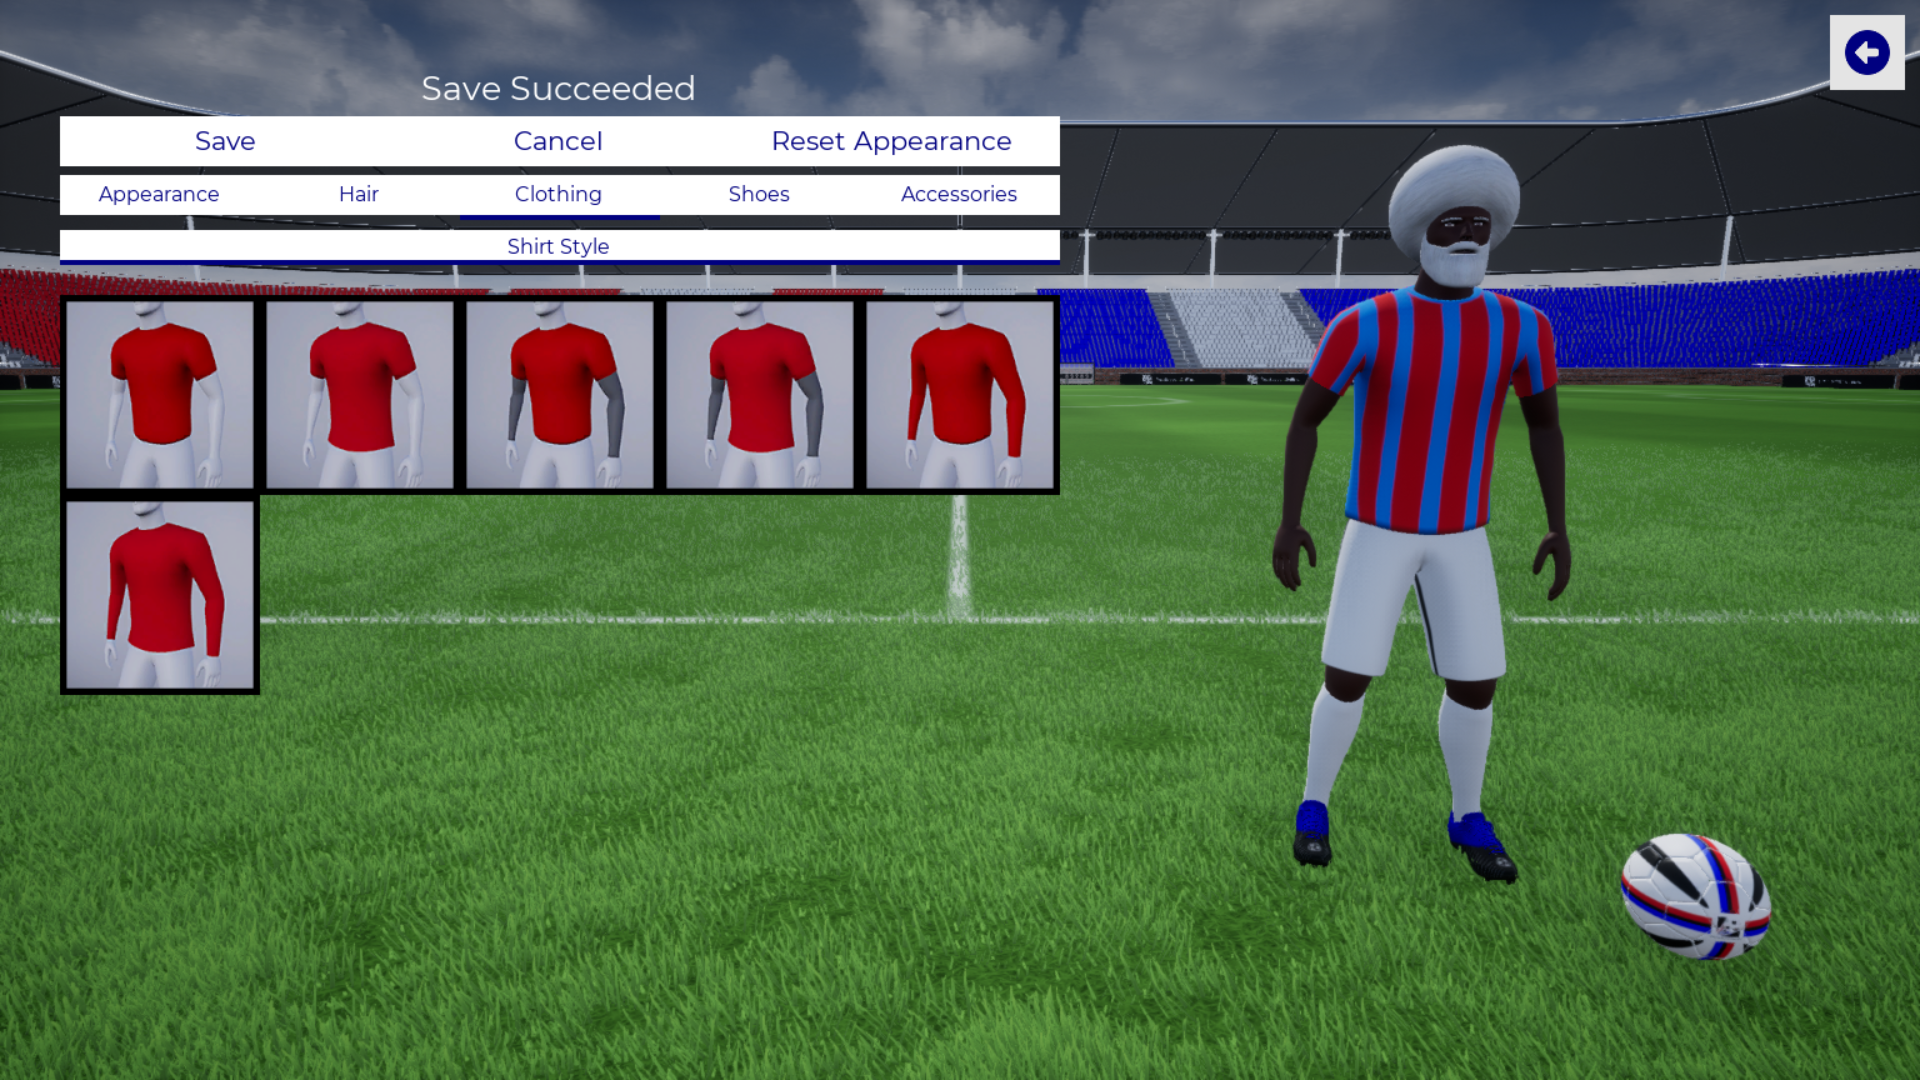 Save Succeeded
Save
Cancel
Reset Appearance
Appearance
Hair
Clothing
Shoes
Accessories
Shirt Style